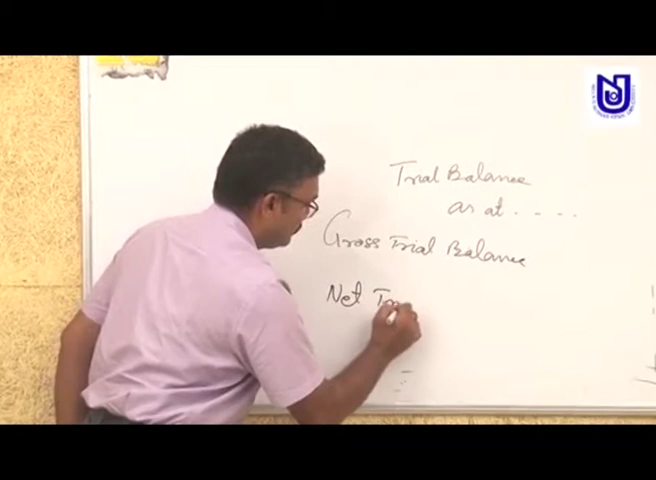 Trial Balance
as at . . . .
Gross Trial Balance
Net